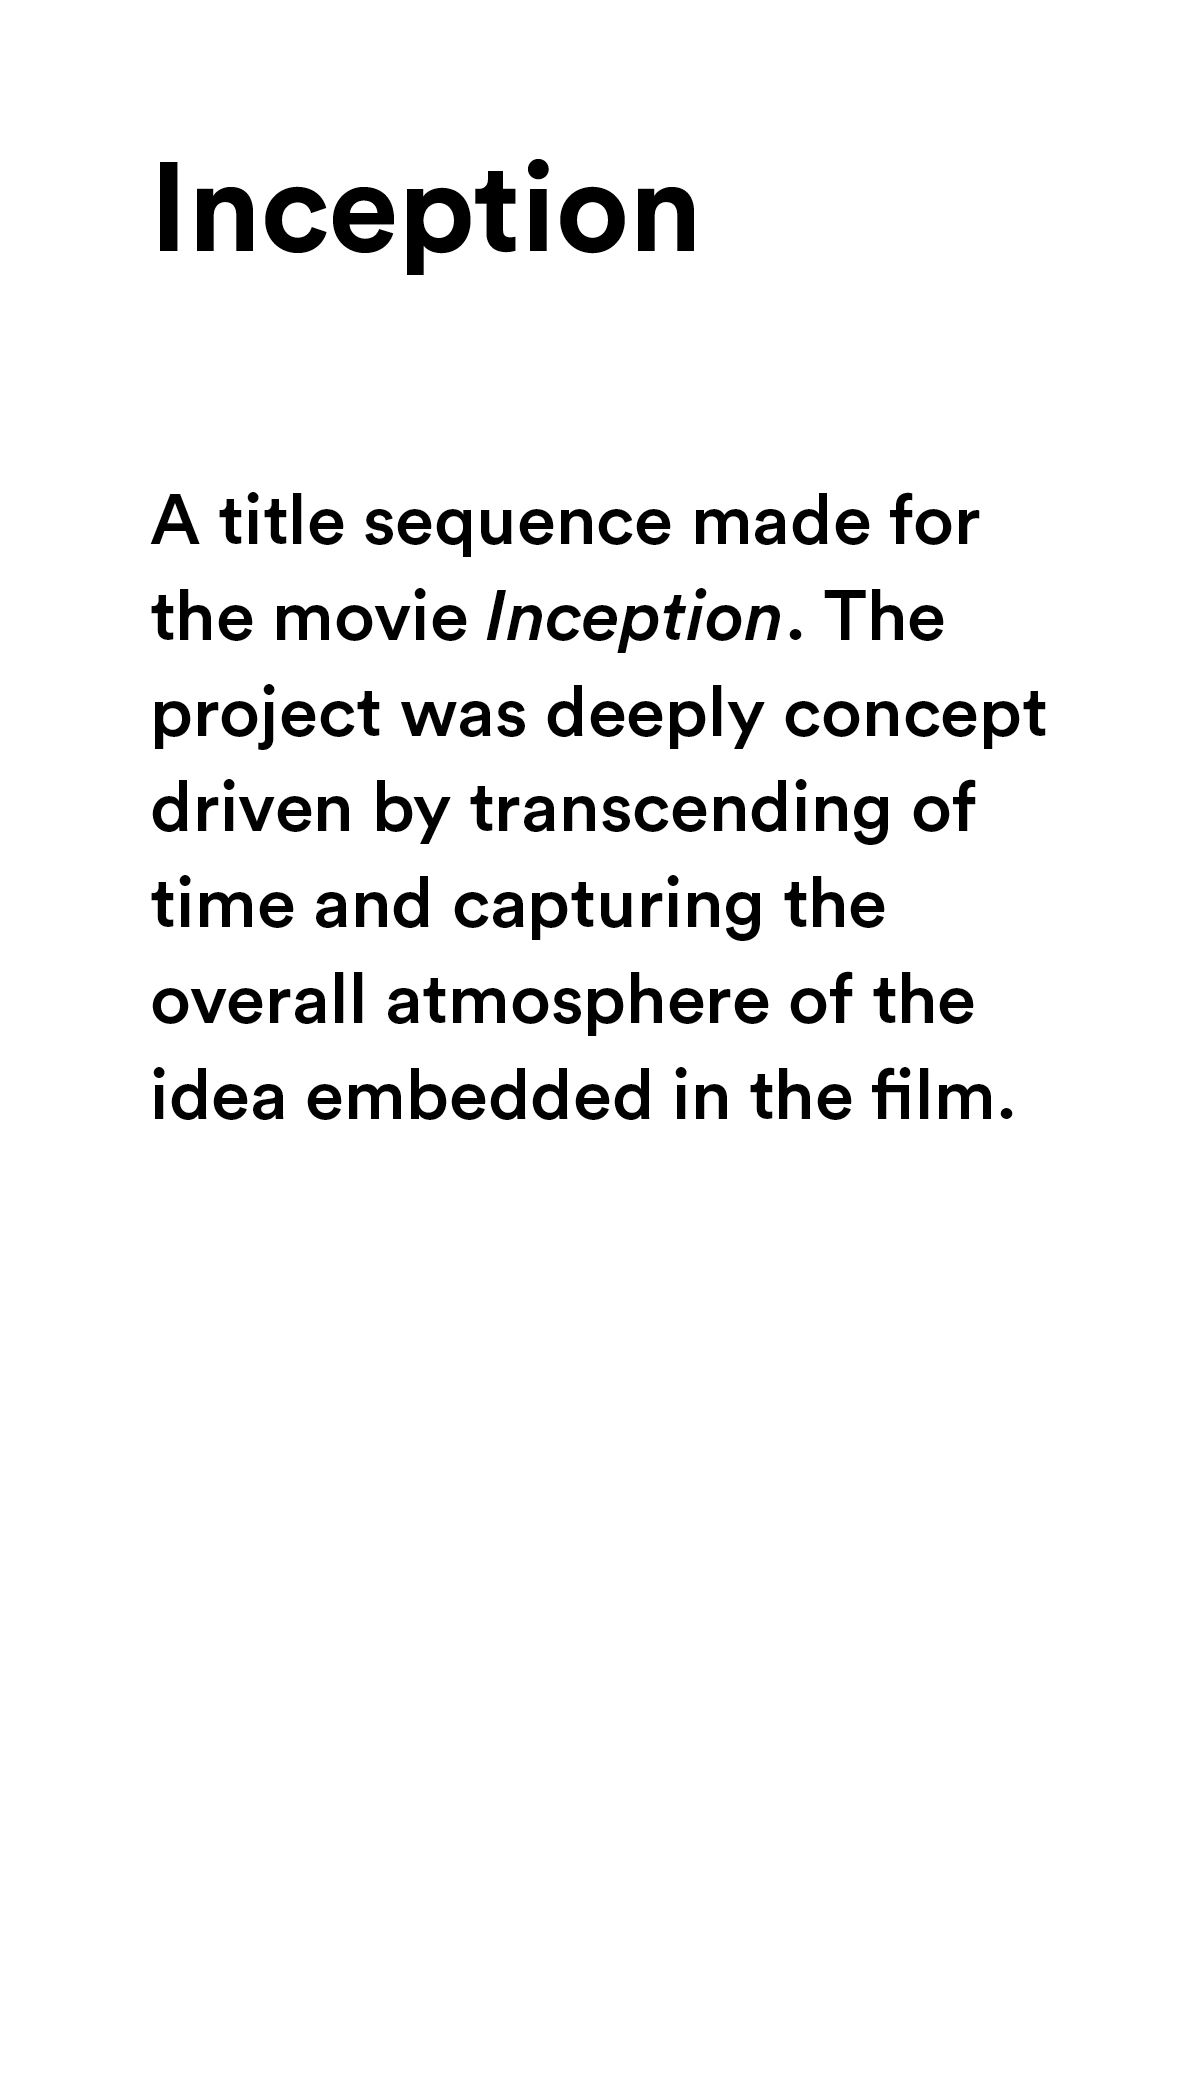 Inception
A title sequence made for
the movie Inception. The
project was deeply concept
driven by transcending of
time and capturing the
overall atmosphere of the
idea embedded in the film.